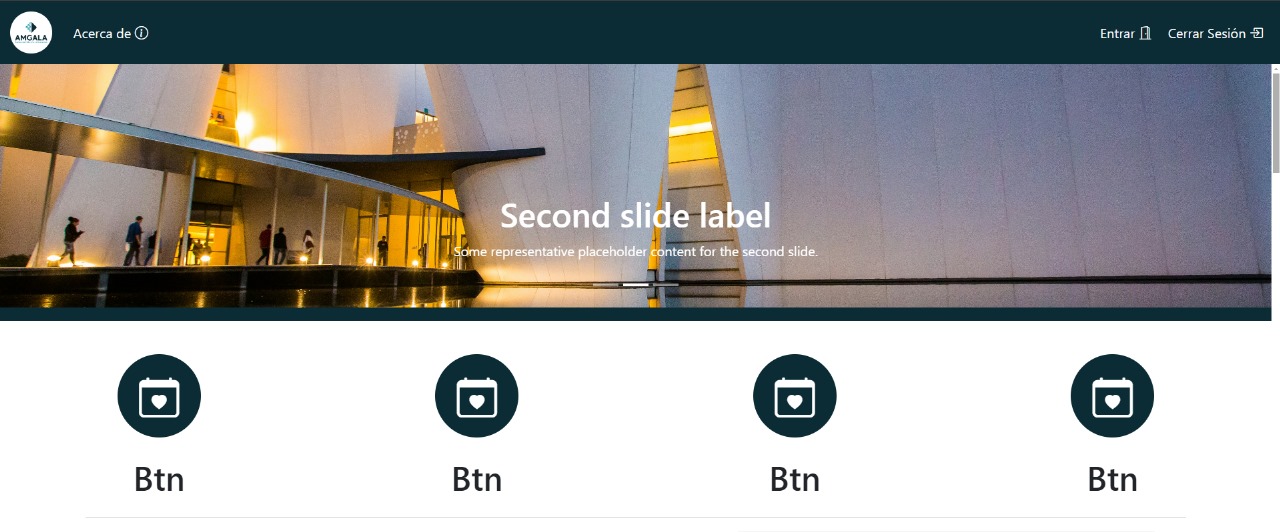 AMGALA
Acerca de
Entrar
Cerrar Sesión
Second slide label
Some representative placeholder content for the second slide.
Btn
Btn
Btn
Btn